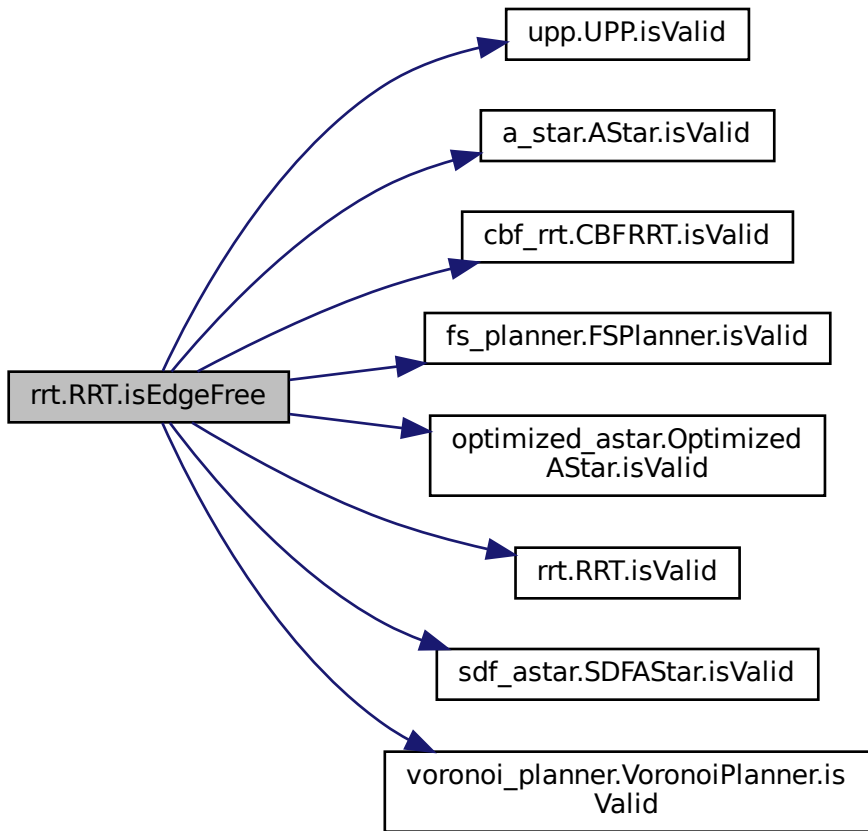 upp.UPP.isValid
a_star.AStar.isValid
cbf_rrt.CBFRRT.isValid
fs_planner.FSPlanner.isValid
rrt.RRT.isEdgeFree
optimized_astar.Optimized
AStar.isValid
rrt.RRT.isValid
sdf_astar.SDFAStar.isValid
voronoi_planner.VoronoiPlanner.is
Valid